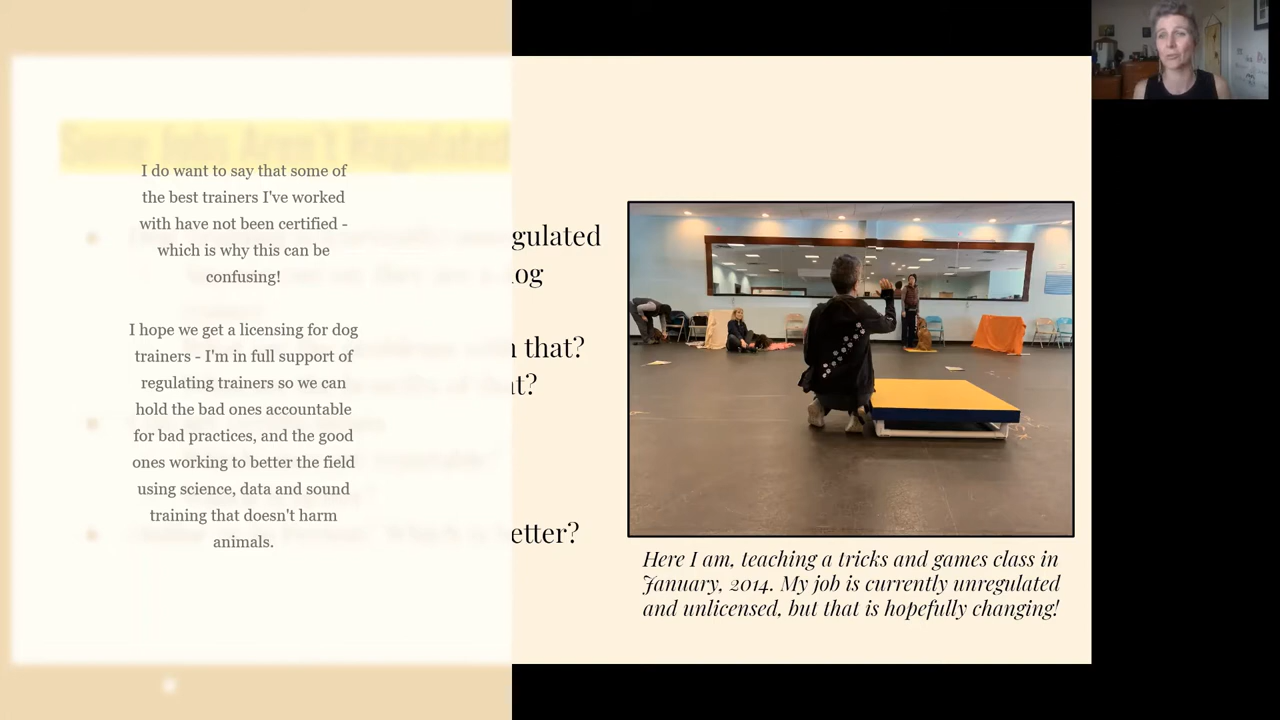 Some Jobs Aren't Regulated
I do want to say that some of
the best trainers I've worked
with have not been certified -
which is why this can be
confusing!
I hope we get a licensing for dog
trainers - I'm in full support of
regulating trainers so we can
hold the bad ones accountable
for bad practices, and the good
ones working to better the field
using science, data and sound
training that doesn't harm
animals.
that?
etter?
Here I am, teaching a tricks and games class in
January, 2014. My job is currently unregulated
and unlicensed, but that is hopefully changing!